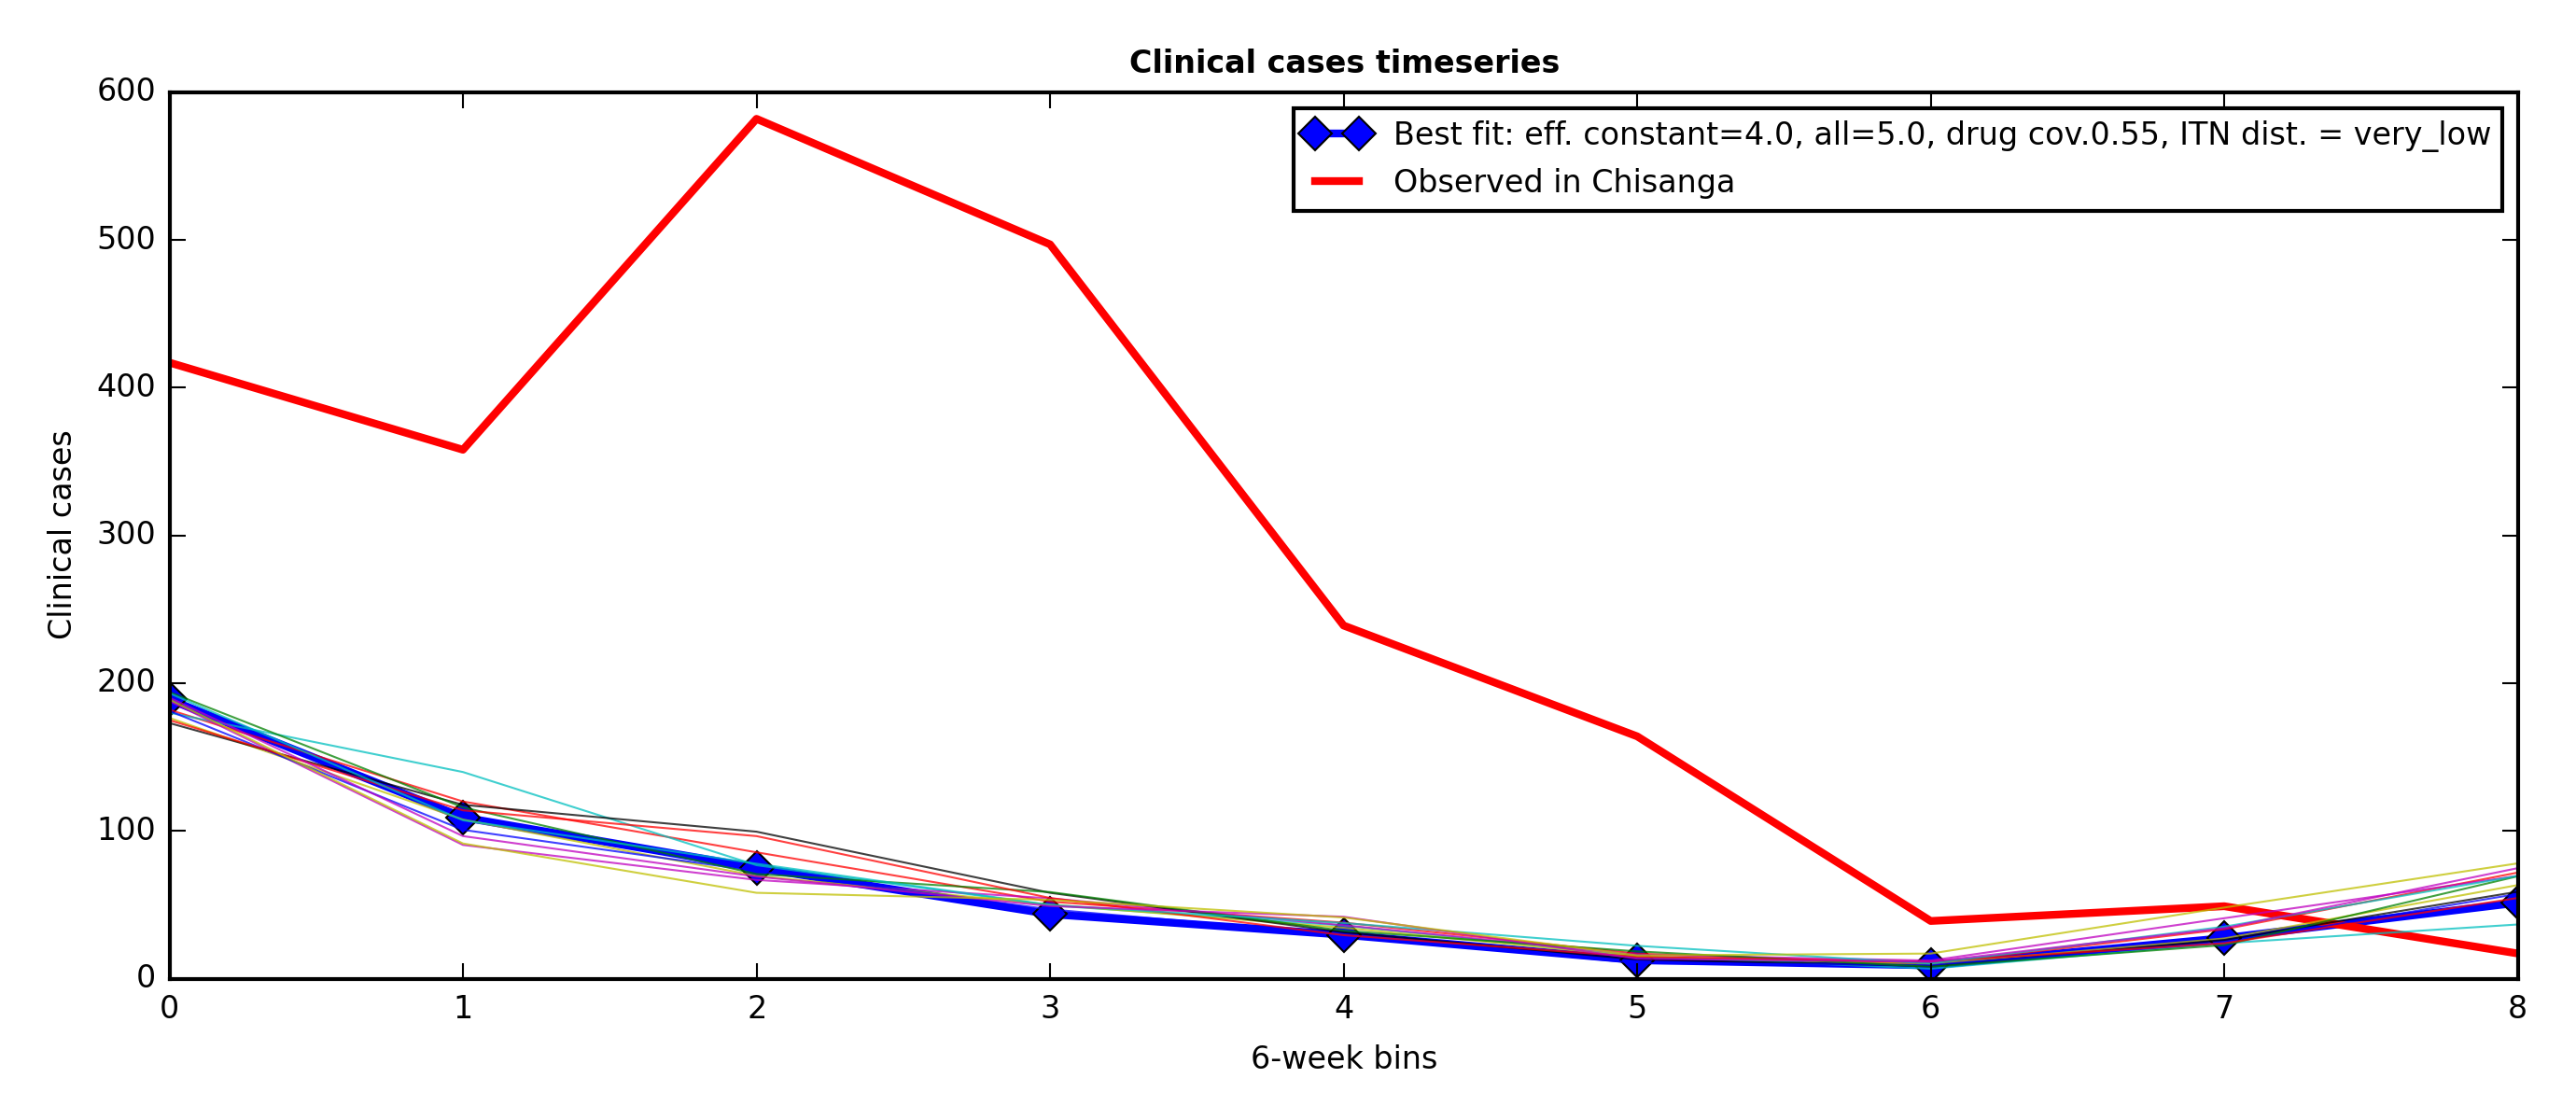 Clinical cases timeseries
600
500
400
300
200
100
0
Clinical cases
Best fit: eff. constant=4.0, all=5.0, drug cov.0.55, ITN dist. = very_low
Observed in Chisanga
0 1 2 3 4 5 6 7 8
6-week bins